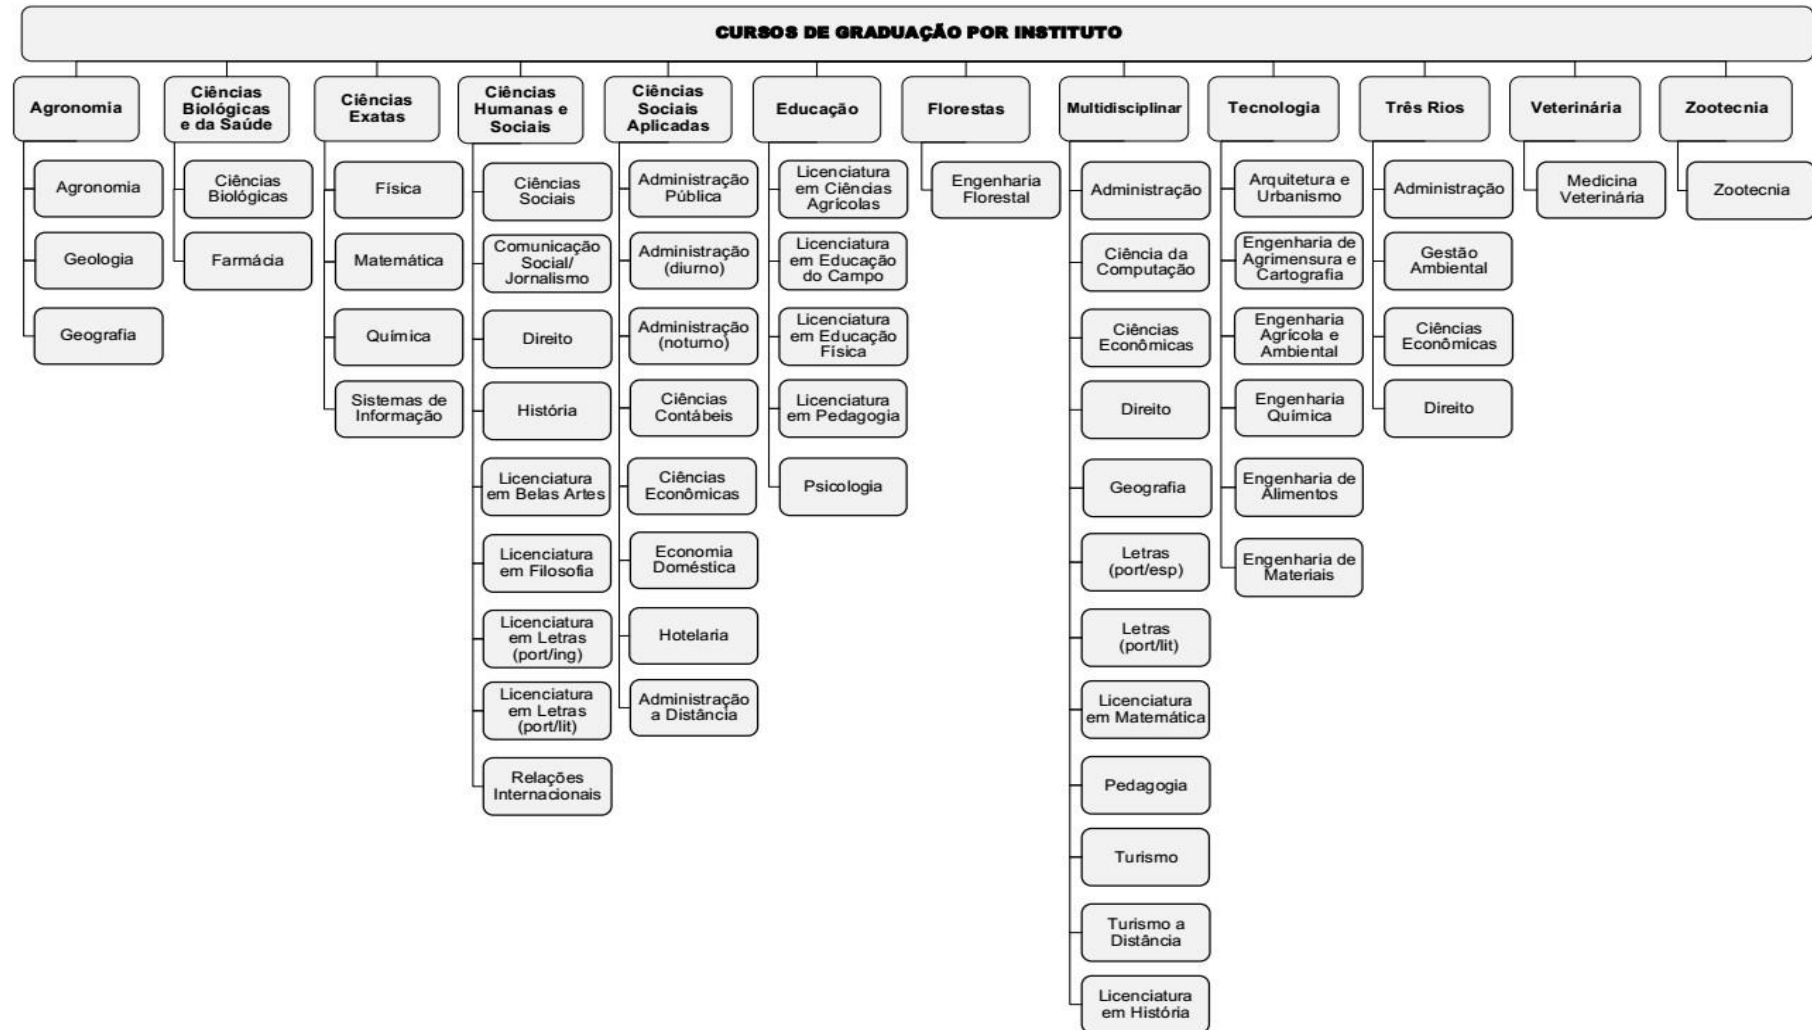 CURSOS DE GRADUAÇÃO POR INSTITUTO
Agronomia
Agronomia
Geologia
Geografia
Ciências
Biológicas
e da Saúde
Ciências
Biológicas
Farmácia
Ciências
Exatas
Física
Matemática
Química
Sistemas de
Informação
Ciências
Humanas e
Sociais
Ciências
Sociais
Comunicação
Social/
Jornalismo
Direito
História
Licenciatura
em Belas Artes
Licenciatura
em Filosofia
Licenciatura
em Letras
(port/ing)
Licenciatura
em Letras
(port/lit)
Relações
Internacionais
Ciências
Sociais
Aplicadas
Administração
Pública
Administração
(diurno)
Administração
(noturno)
Ciências
Contábeis
Ciências
Econômicas
Economia
Doméstica
Hotelaria
Administração
a Distância
Educação
Licenciatura
em Ciências
Agrícolas
Licenciatura
em Educação
do Campo
Licenciatura
em Educação
Física
Licenciatura
em Pedagogia
Psicologia
Florestas
Engenharia
Florestal
Multidisciplinar
Administração
Ciência da
Computação
Ciências
Econômicas
Direito
Geografia
Letras
(port/esp)
Letras
(port/lit)
Licenciatura
em Matemática
Pedagogia
Turismo
Turismo a
Distância
Licenciatura
em História
Tecnologia
Arquitetura e
Urbanismo
Engenharia de
Agrimensura e
Cartografia
Engenharia
Agrícola e
Ambiental
Engenharia
Química
Engenharia de
Alimentos
Engenharia de
Materiais
Três Rios
Administração
Gestão
Ambiental
Ciências
Econômicas
Direito
Veterinária
Medicina
Veterinária
Zootecnia
Zootecnia